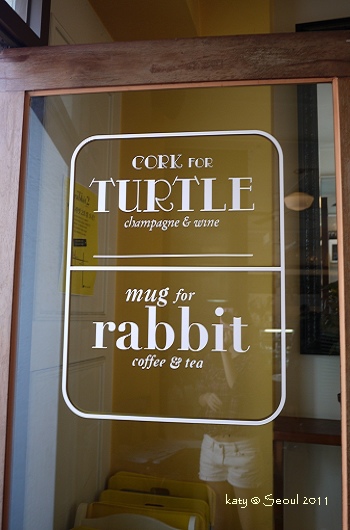 CORK FOR
TURTLE
champagne & wine
mug for
rabbit
coffee & tea
katy @ Seoul 2011